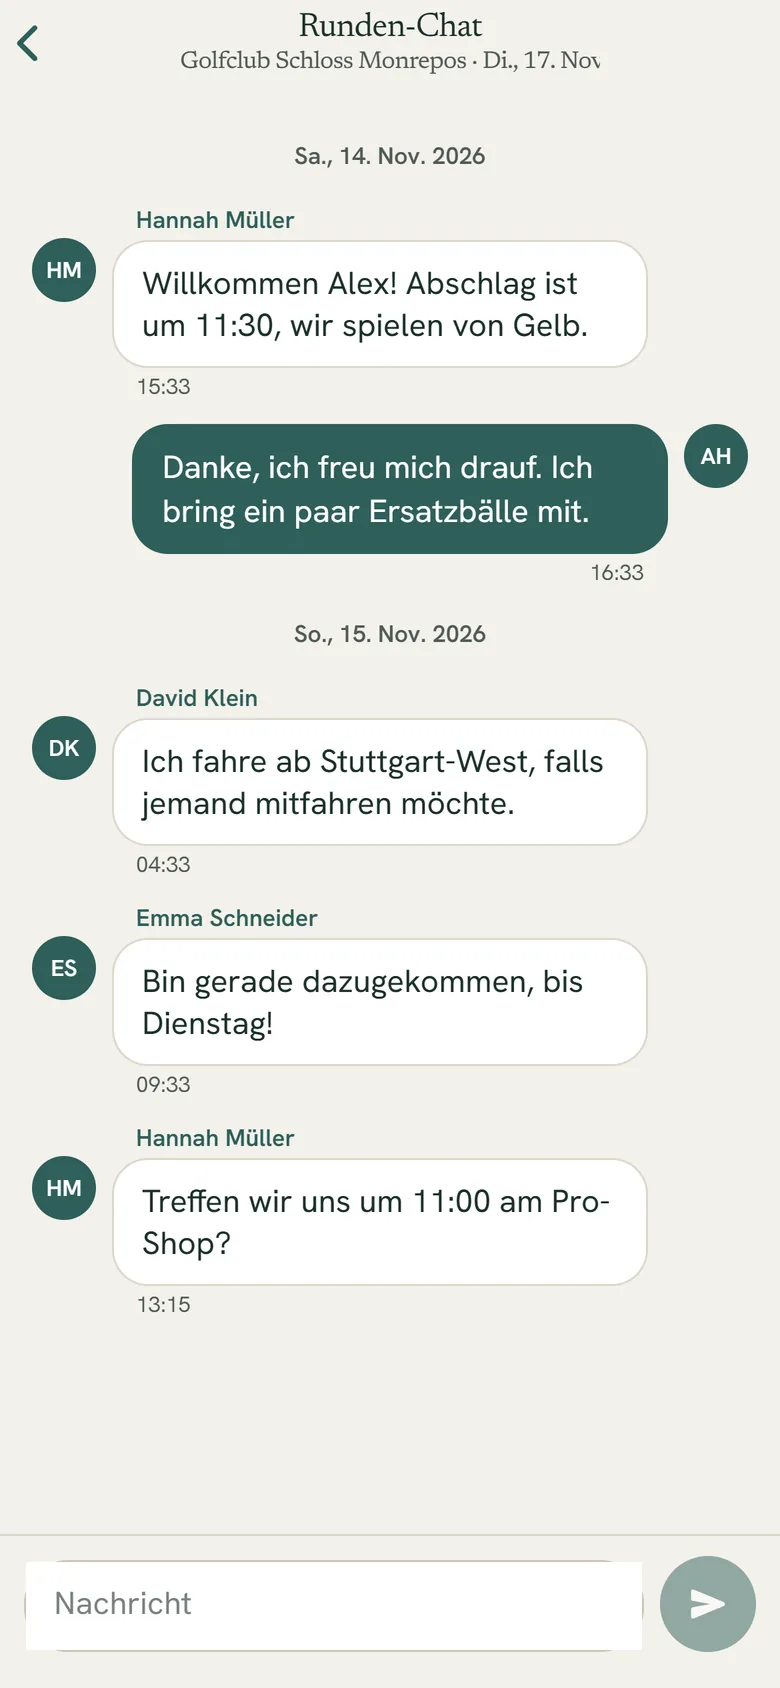 Runden-Chat
Golfclub Schloss Monrepos · Di., 17. Nov
Sa., 14. Nov. 2026
Hannah Müller
HM
Willkommen Alex! Abschlag ist
um 11:30, wir spielen von Gelb.
15:33
Danke, ich freu mich drauf. Ich
bring ein paar Ersatzbälle mit.
AH
16:33
So., 15. Nov. 2026
David Klein
DK
Ich fahre ab Stuttgart-West, falls
jemand mitfahren möchte.
04:33
Emma Schneider
ES
Bin gerade dazugekommen, bis
Dienstag!
09:33
Hannah Müller
HM
Treffen wir uns um 11:00 am Pro-
Shop?
13:15
Nachricht